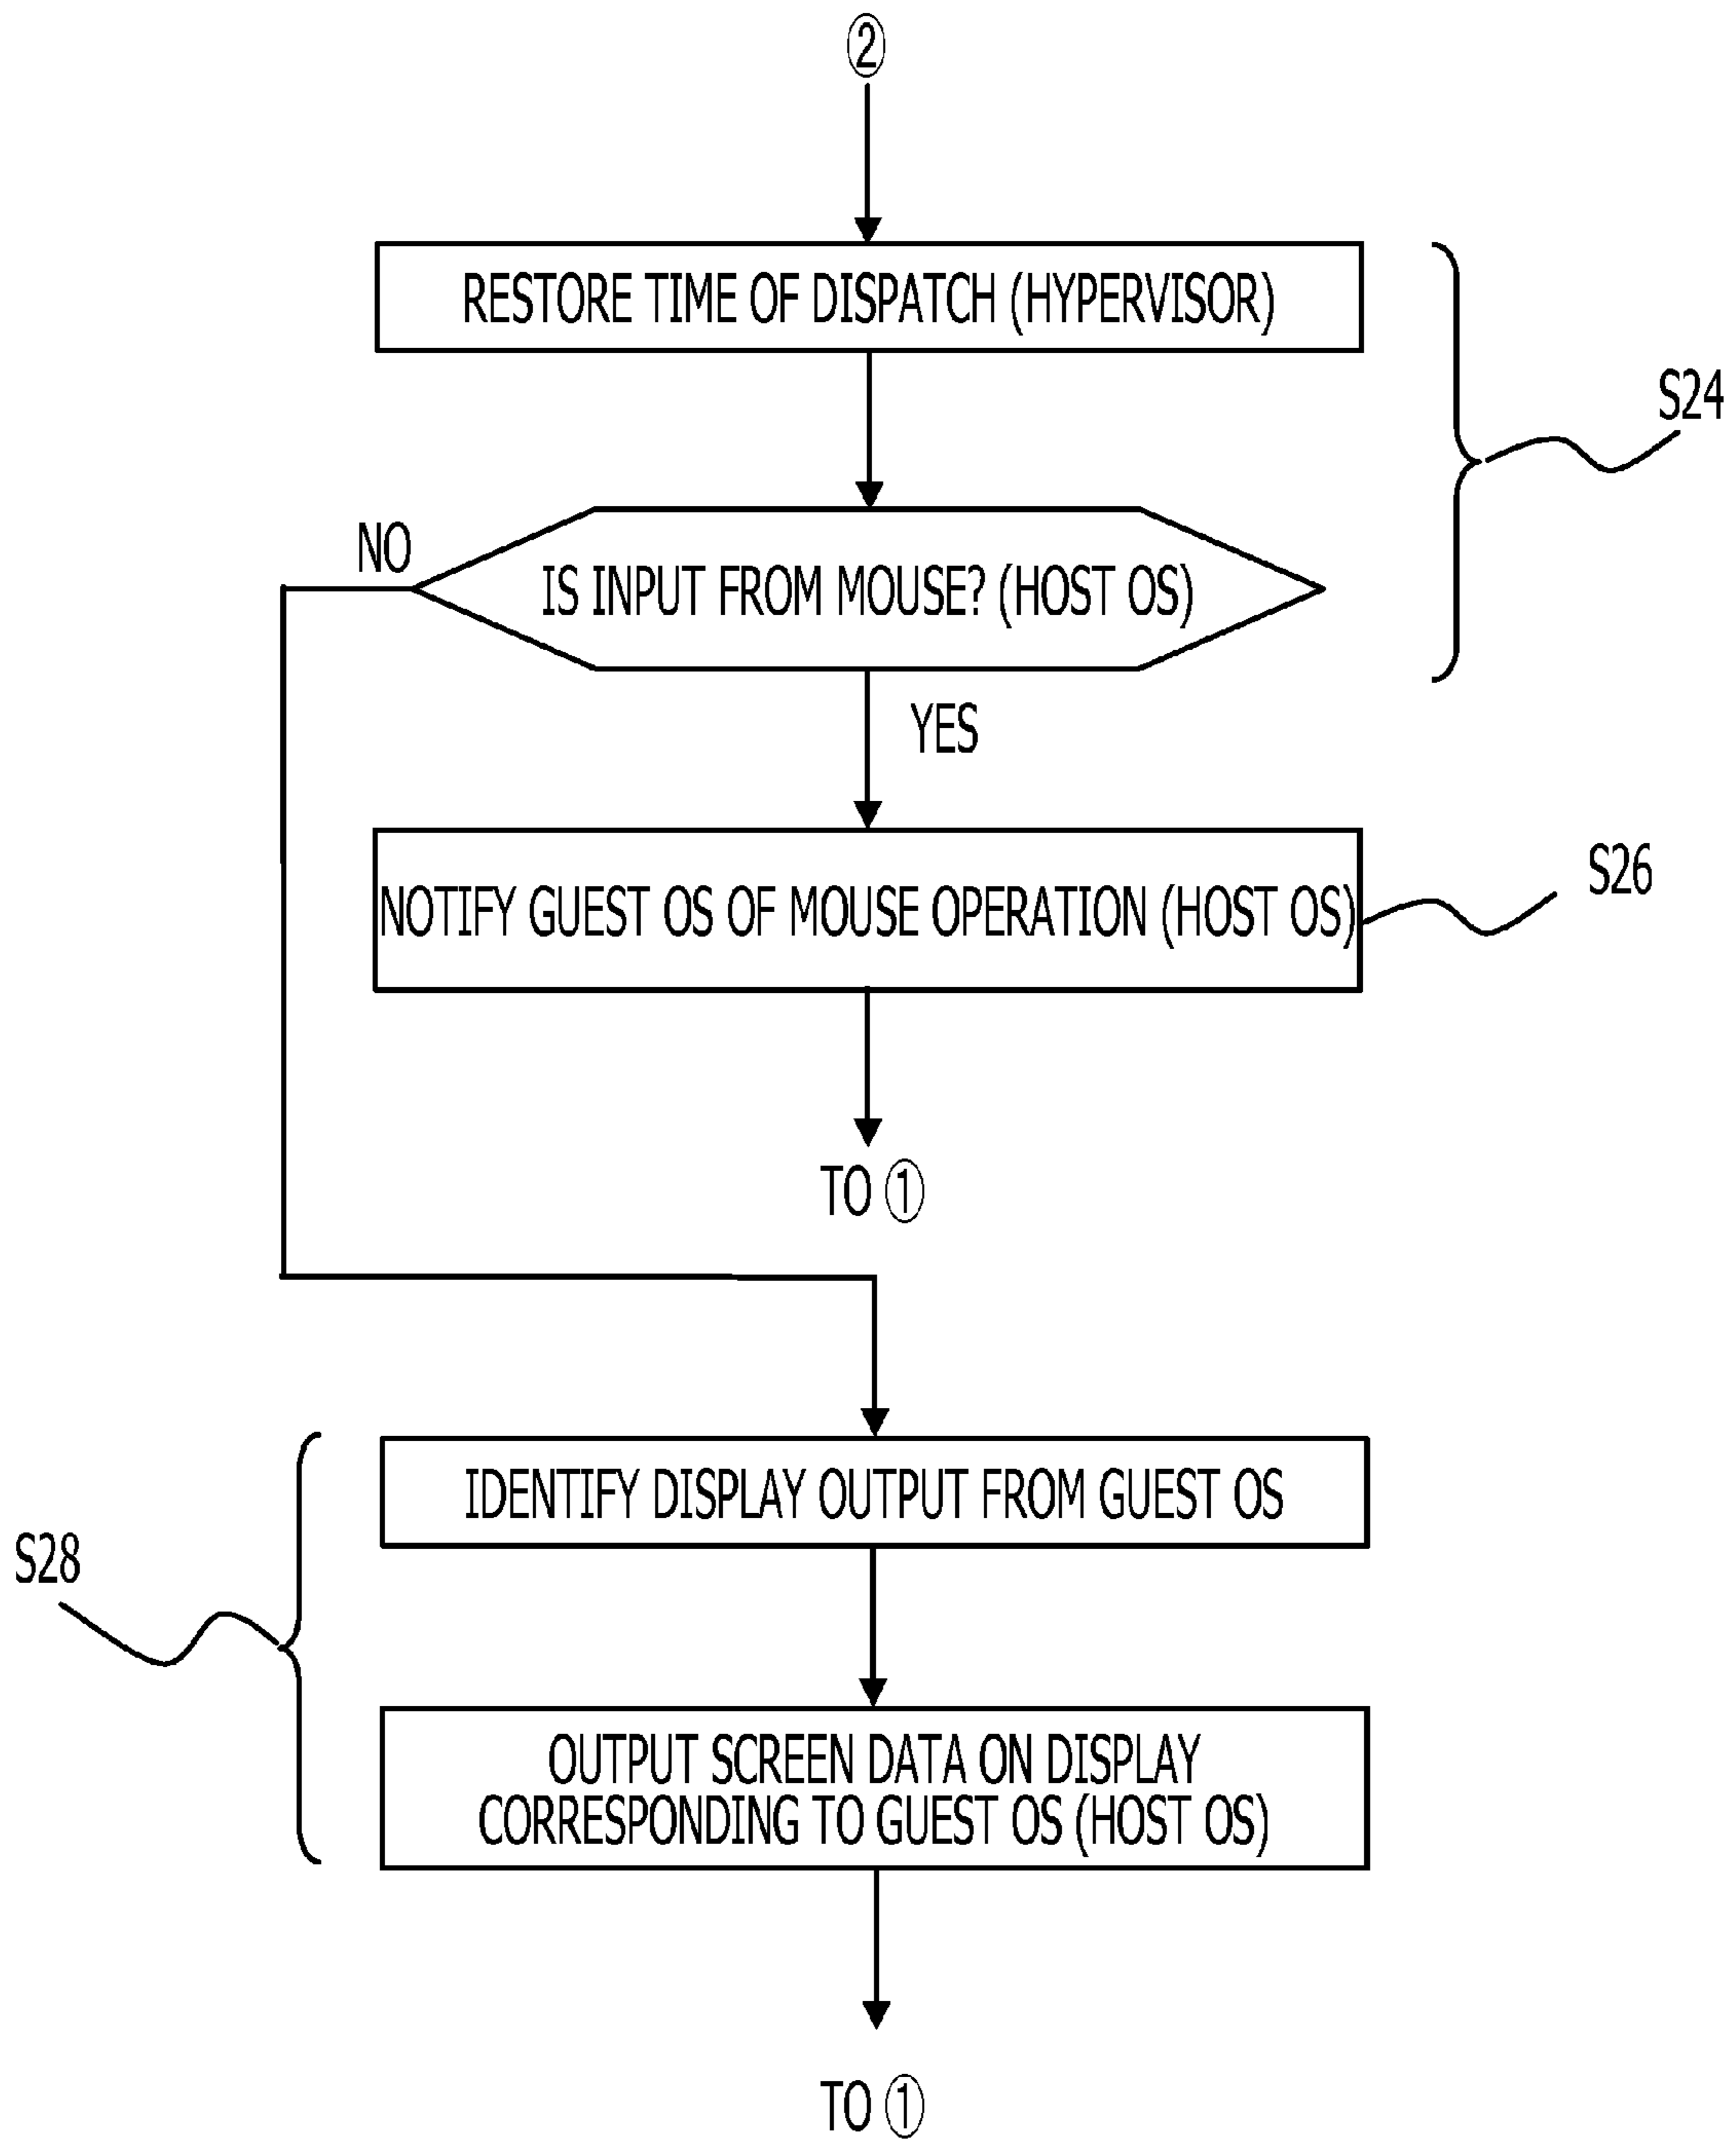 ②
RESTORE TIME OF DISPATCH (HYPERVISOR)
S24
NO
IS INPUT FROM MOUSE? (HOST OS)
YES
NOTIFY GUEST OS OF MOUSE OPERATION (HOST OS)
S26
TO ①
IDENTIFY DISPLAY OUTPUT FROM GUEST OS
S28
OUTPUT SCREEN DATA ON DISPLAY
CORRESPONDING TO GUEST OS (HOST OS)
TO ①